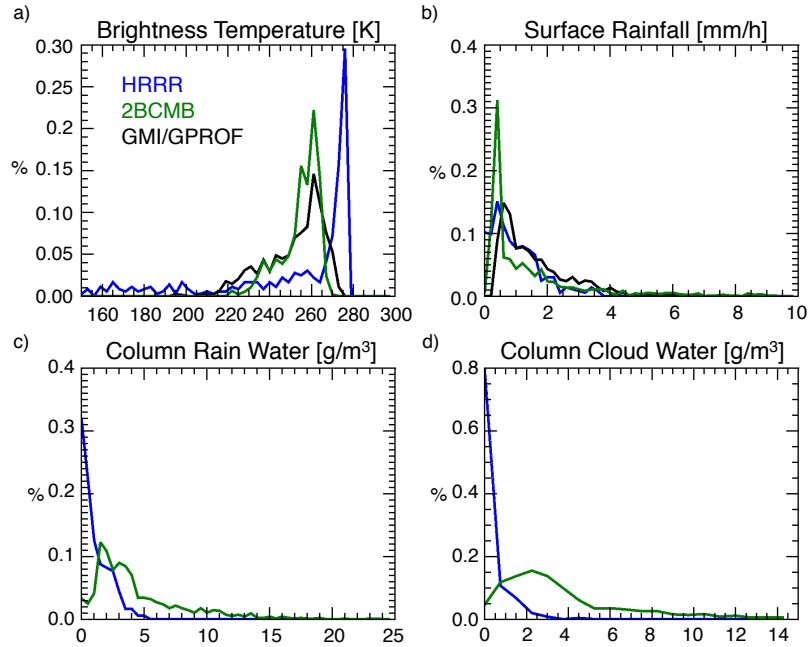 a) Brightness Temperature [K]
0.30
0.25
HRRR
0.20
2BCMB
GMI/GPROF
%
0.15
0.10
0.05
0.00
160 180 200 220 240 260 280 300
b) Surface Rainfall [mm/h]
0.4
0.3
%
0.2
0.1
0.0
0 2 4 6 8 10
c) Column Rain Water [g/m³]
0.4
0.3
%
0.2
0.1
0.0
0 5 10 15 20 25
d) Column Cloud Water [g/m³]
0.8
0.6
%
0.4
0.2
0.0
0 2 4 6 8 10 12 14